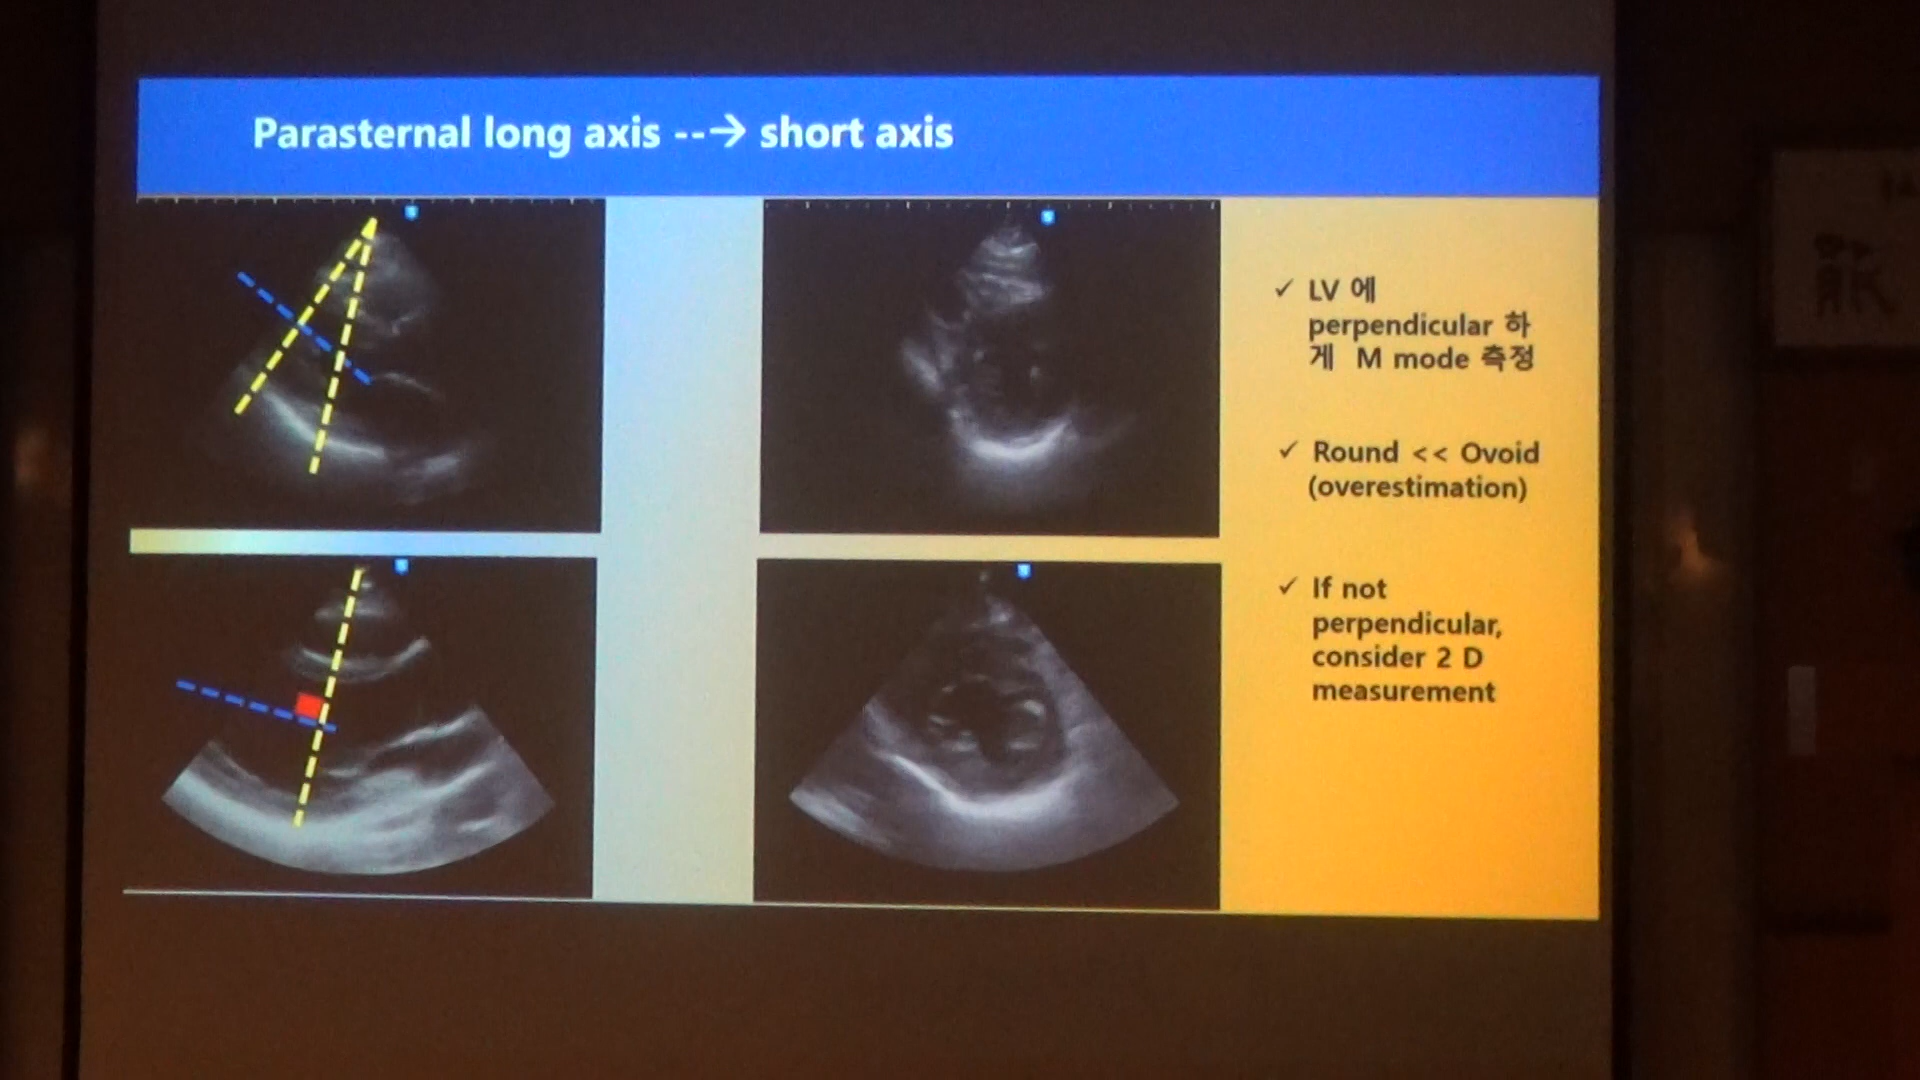 Parasternal long axis --→ short axis
✓ LV 에
perpendicular 하
게 M mode 측정
✓ Round << Ovoid
(overestimation)
✓ If not
perpendicular,
consider 2 D
measurement